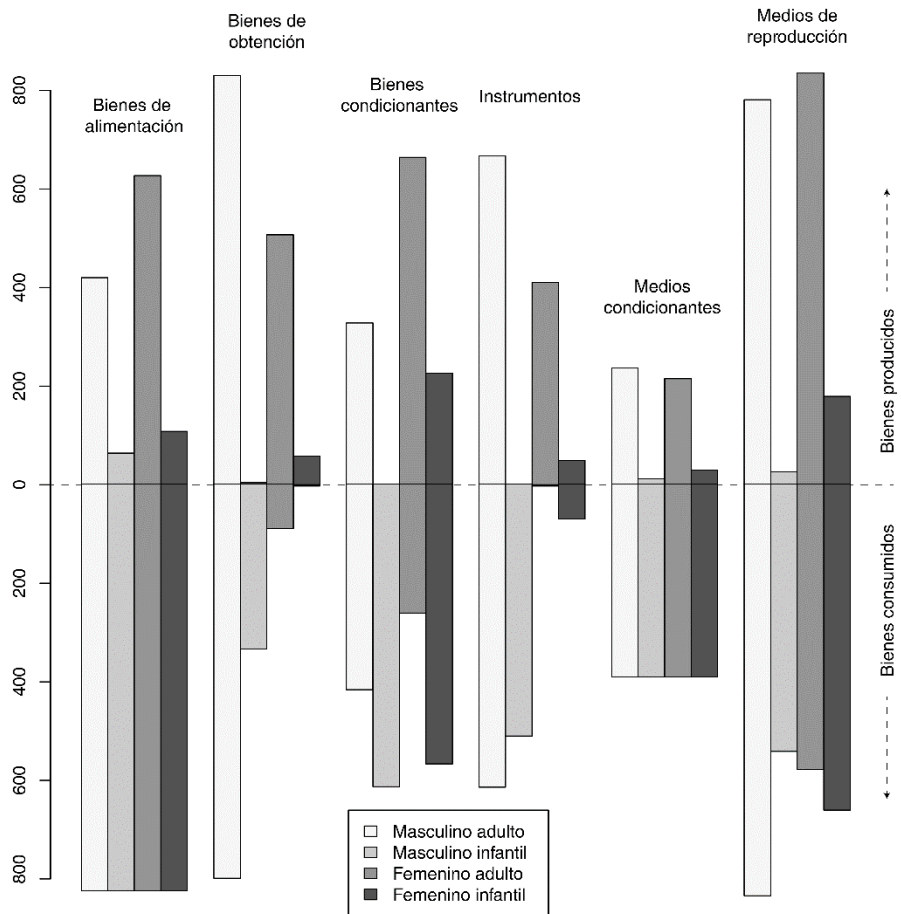 Bienes de
obtención
Medios de
reproducción
Bienes de
alimentación
Bienes
condicionantes
Instrumentos
Medios
condicionantes
800
600
400
200
0
200
400
600
800
Bienes producidos
Bienes consumidos
Masculino adulto
Masculino infantil
Femenino adulto
Femenino infantil